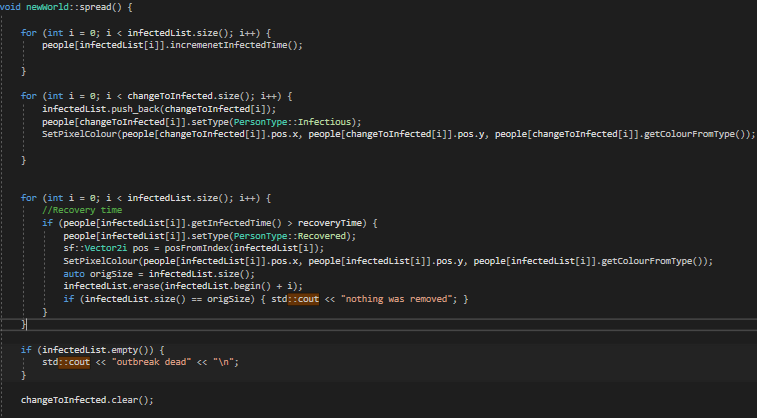 void newWorld::spread() {
for (int i = 0; i < infectedList.size(); i++) {
people[infectedList[i]].incremenetInfectedTime();
}
for (int i = 0; i < changeToInfected.size(); i++) {
infectedList.push_back(changeToInfected[i]);
people[changeToInfected[i]].setType(PersonType::Infectious);
SetPixelColour(people[changeToInfected[i]].pos.x, people[changeToInfected[i]].pos.y, people[changeToInfected[i]].getColourFromType());
}
for (int i = 0; i < infectedList.size(); i++) {
//Recovery time
if (people[infectedList[i]].getInfectedTime() > recoveryTime) {
people[infectedList[i]].setType(PersonType::Recovered);
sf::Vector2i pos = posFromIndex(infectedList[i]);
SetPixelColour(people[infectedList[i]].pos.x, people[infectedList[i]].pos.y, people[infectedList[i]].getColourFromType());
auto origSize = infectedList.size();
infectedList.erase(infectedList.begin() + i);
if (infectedList.size() == origSize) { std::cout << "nothing was removed"; }
}
}
if (infectedList.empty()) {
std::cout << "outbreak dead" << "\n";
}
changeToInfected.clear();